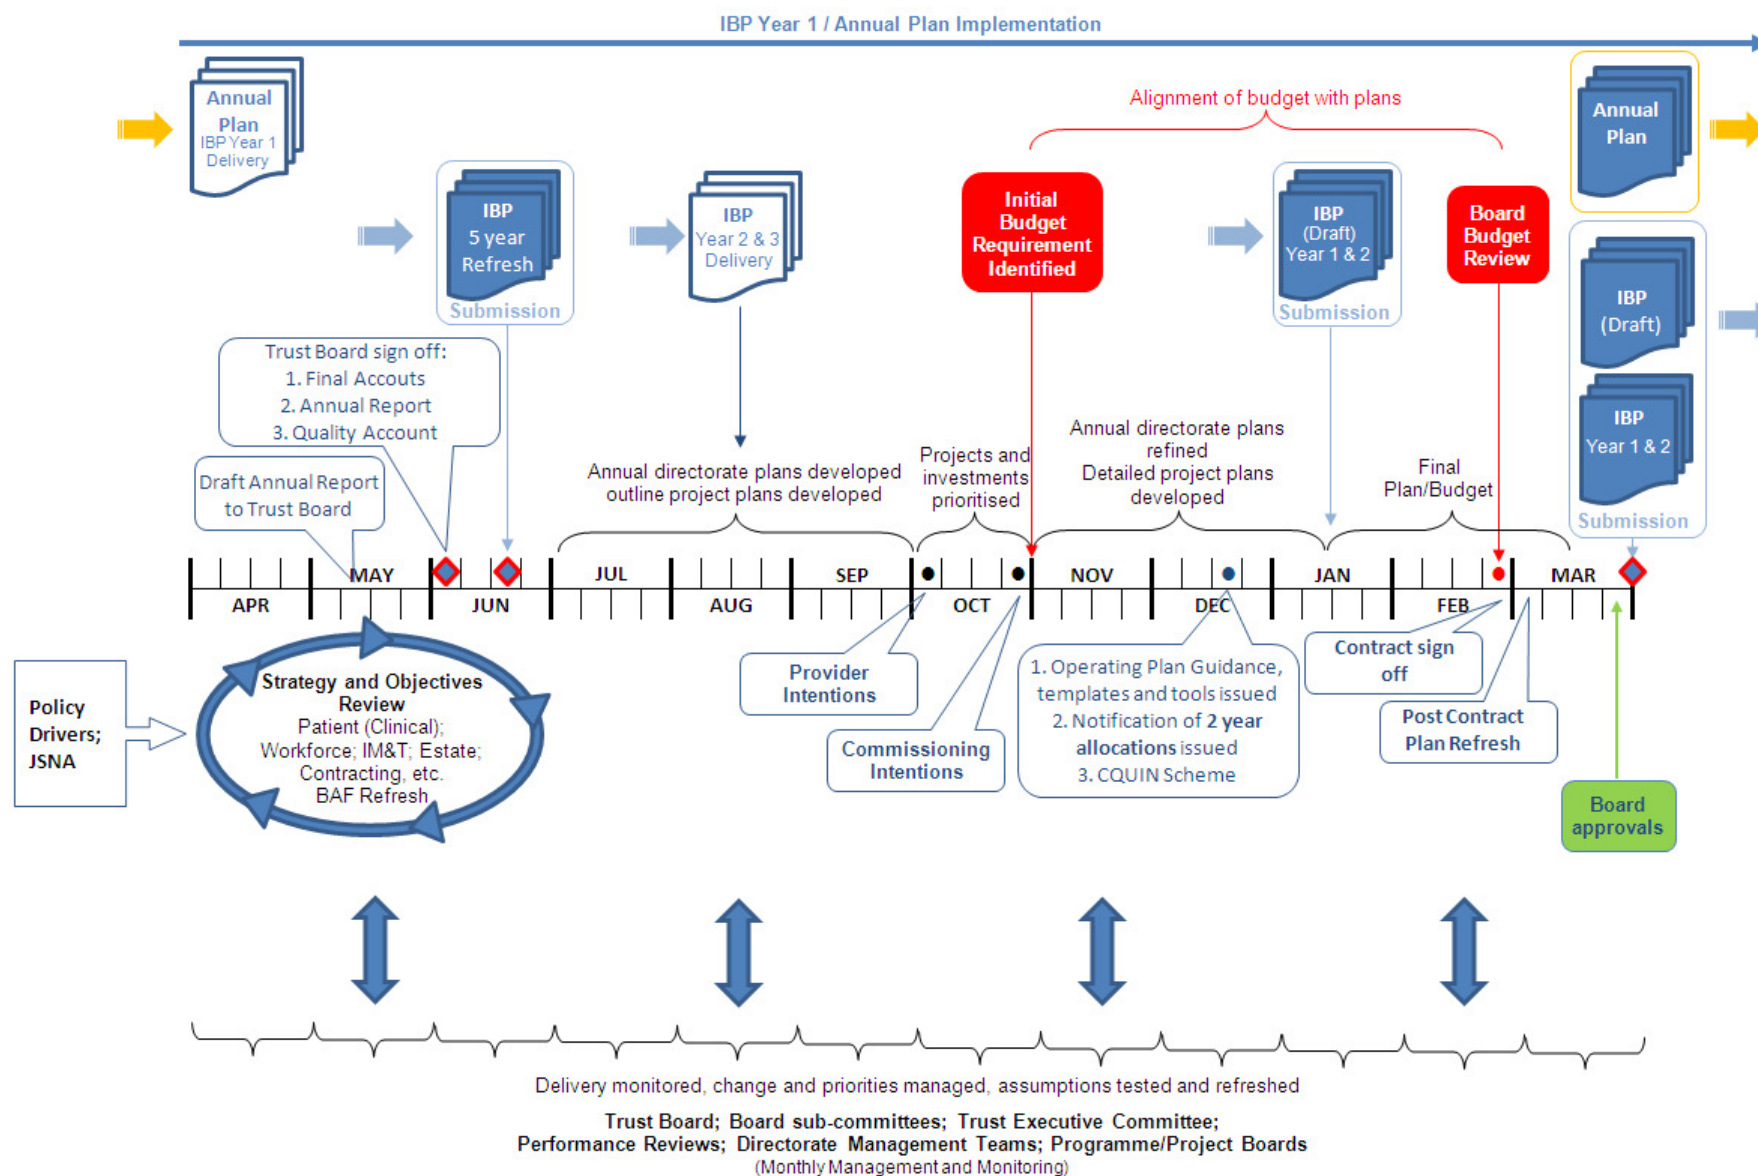 IBP Year 1 / Annual Plan Implementation
Annual
Plan
IBP Year 1
Delivery
IBP
5 year
Refresh
Submission
IBP
Year 2 & 3
Delivery
Alignment of budget with plans
Initial
Budget
Requirement
Identified
IBP
(Draft)
Year 1 & 2
Submission
Board
Budget
Review
Annual
Plan
IBP
(Draft)
IBP
Year 1 & 2
Submission
Trust Board sign off:
1. Final Accouts
2. Annual Report
3. Quality Account
Draft Annual Report
to Trust Board
Annual directorate plans developed
outline project plans developed
Projects and
investments
prioritised
Annual directorate plans
refined
Detailed project plans
developed
Final
Plan/Budget
APR
MAY
JUN
JUL
AUG
SEP
OCT
NOV
DEC
JAN
FEB
MAR
Policy
Drivers;
JSNA
Strategy and Objectives
Review
Patient (Clinical);
Workforce; IM&T; Estate;
Contracting, etc.
BAF Refresh
Provider
Intentions
Commissioning
Intentions
1. Operating Plan Guidance,
templates and tools issued
2. Notification of 2 year
allocations issued
3. CQUIN Scheme
Contract sign
off
Post Contract
Plan Refresh
Board
approvals
Delivery monitored, change and priorities managed, assumptions tested and refreshed
Trust Board; Board sub-committees; Trust Executive Committee;
Performance Reviews; Directorate Management Teams; Programme/Project Boards
(Monthly Management and Monitoring)